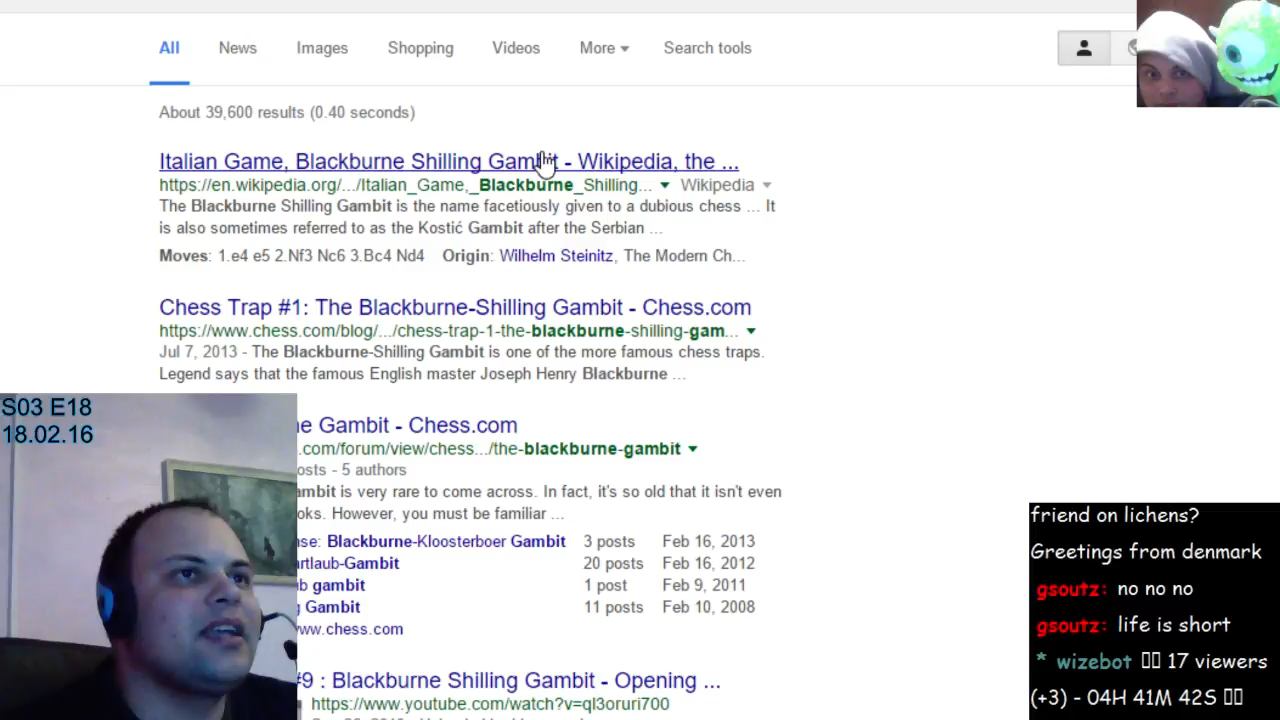 All News Images Shopping Videos More Search tools
About 39,600 results (0.40 seconds)
Italian Game, Blackburne Shilling Gambit - Wikipedia, the ...
https://en.wikipedia.org/.../Italian_Game,_Blackburne_Shilling... Wikipedia
The Blackburne Shilling Gambit is the name facetiously given to a dubious chess ... It
is also sometimes referred to as the Kostić Gambit after the Serbian ...
Moves: 1.e4 e5 2.Nf3 Nc6 3.Bc4 Nd4 Origin: Wilhelm Steinitz, The Modern Ch...
Chess Trap #1: The Blackburne-Shilling Gambit - Chess.com
https://www.chess.com/blog/.../chess-trap-1-the-blackburne-shilling-gam...
Jul 7, 2013 - The Blackburne-Shilling Gambit is one of the more famous chess traps.
Legend says that the famous English master Joseph Henry Blackburne ...
S03 E18
18.02.16
ne Gambit - Chess.com
.com/forum/view/chess.../the-blackburne-gambit
osts - 5 authors
ambit is very rare to come across. In fact, it's so old that it isn't even
oks. However, you must be familiar ...
nse: Blackburne-Kloosterboer Gambit 3 posts Feb 16, 2013
artlaub-Gambit 20 posts Feb 16, 2012
ub gambit 1 post Feb 9, 2011
g Gambit 11 posts Feb 10, 2008
www.chess.com
#9 : Blackburne Shilling Gambit - Opening ...
https://www.youtube.com/watch?v=ql3oruri700
friend on lichens?
Greetings from denmark
gsoutz: no no no
gsoutz: life is short
* wizebot 17 viewers
(+3) - 04H 41M 42S